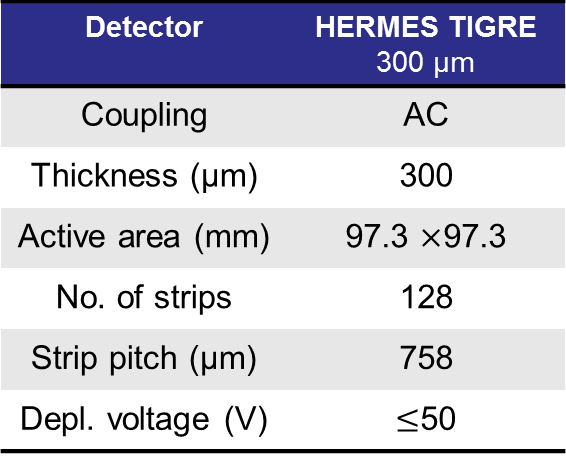 Detector HERMES TIGRE
300 μm
Coupling AC
Thickness (μm) 300
Active area (mm) 97.3 ×97.3
No. of strips 128
Strip pitch (μm) 758
Depl. voltage (V) ≤50